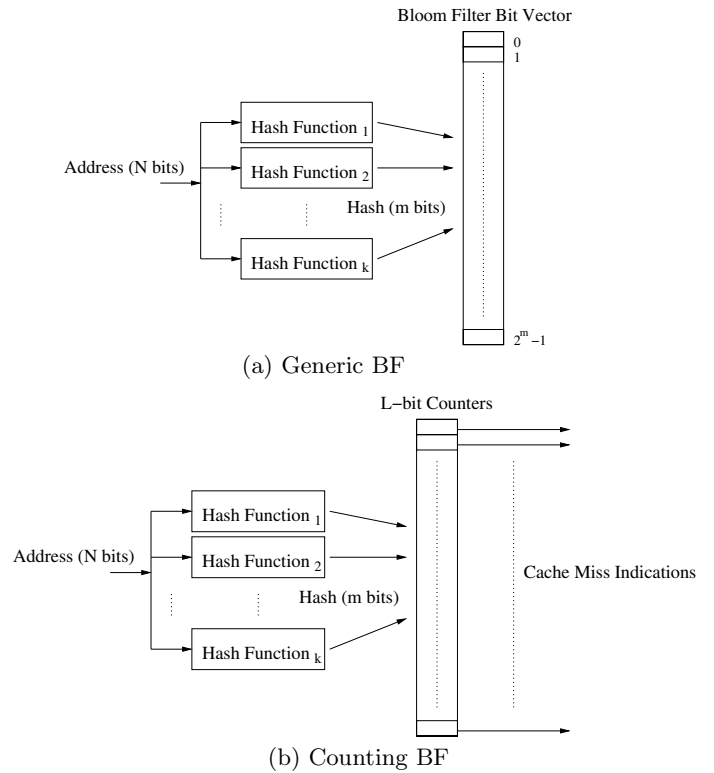 Bloom Filter Bit Vector
0
1
Hash Function 1
Address (N bits)
Hash Function 2
Hash (m bits)
Hash Function k
2^m −1
(a) Generic BF
L−bit Counters
Hash Function 1
Address (N bits)
Hash Function 2
Cache Miss Indications
Hash (m bits)
Hash Function k
(b) Counting BF